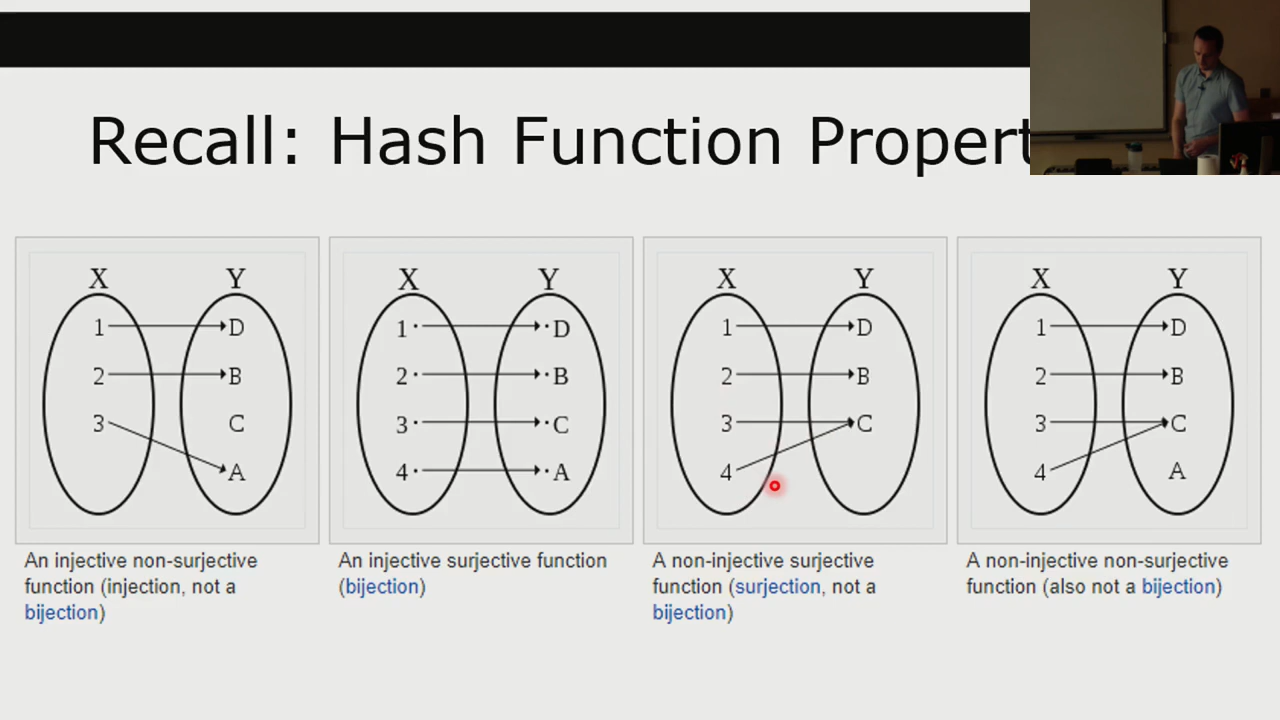 Recall: Hash Function Propert
X Y
1 D
2 B
3 C
A
An injective non-surjective
function (injection, not a
bijection)
X Y
1 D
2 B
3 C
4 A
An injective surjective function
(bijection)
X Y
1 D
2 B
3 C
4
A non-injective surjective
function (surjection, not a
bijection)
X Y
1 D
2 B
3 C
4 A
A non-injective non-surjective
function (also not a bijection)